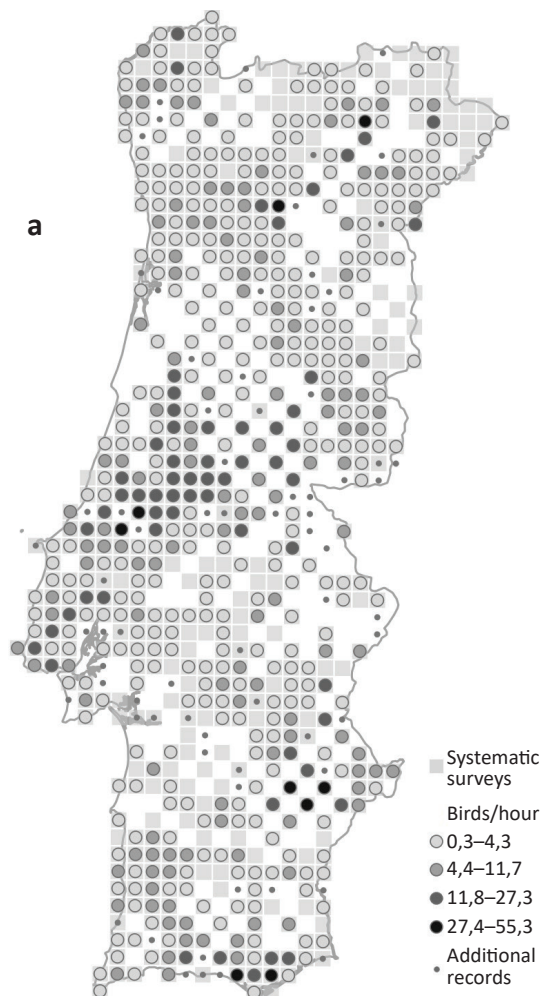 a
Systematic
surveys
Birds/hour
0,3–4,3
4,4–11,7
11,8–27,3
27,4–55,3
Additional
records